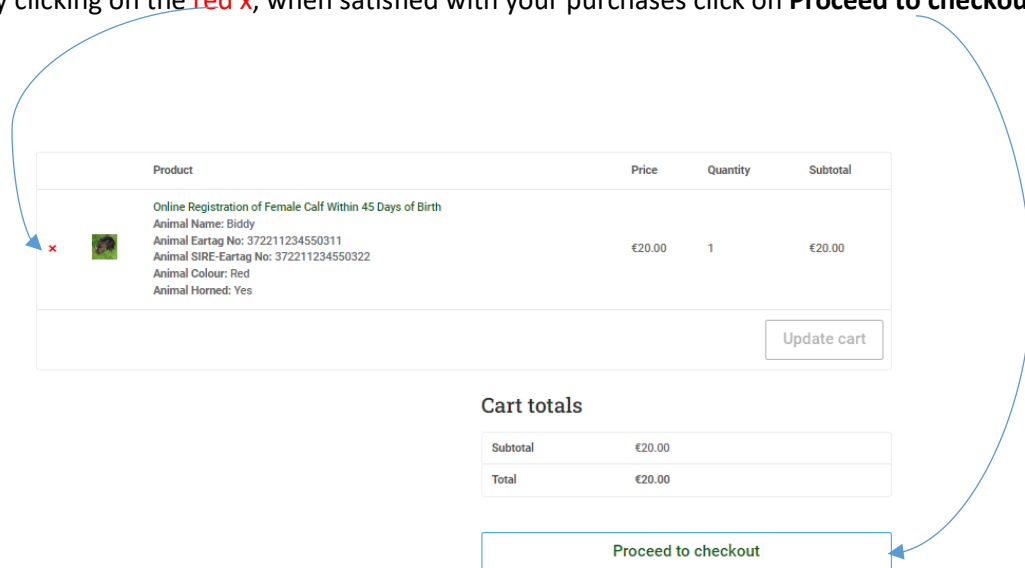 clicking on the red x, when satisfied with your purchases click on Proceed to checkou
Product Price Quantity Subtotal
Online Registration of Female Calf Within 45 Days of Birth
Animal Name: Biddy
Animal Eartag No: 372211234550311
× €20.00 1 €20.00
Animal SIRE-Eartag No: 372211234550322
Animal Colour: Red
Animal Horned: Yes
Update cart
Cart totals
Subtotal €20.00
Total €20.00
Proceed to checkout